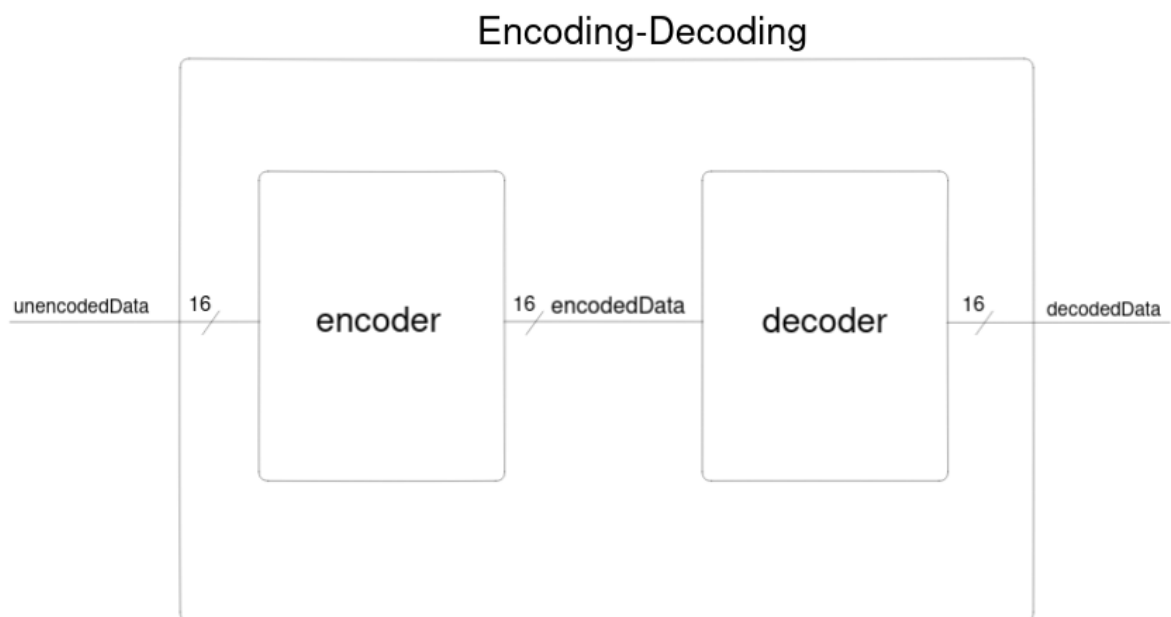 Encoding-Decoding
unencodedData
16
encoder
16
encodedData
decoder
16
decodedData